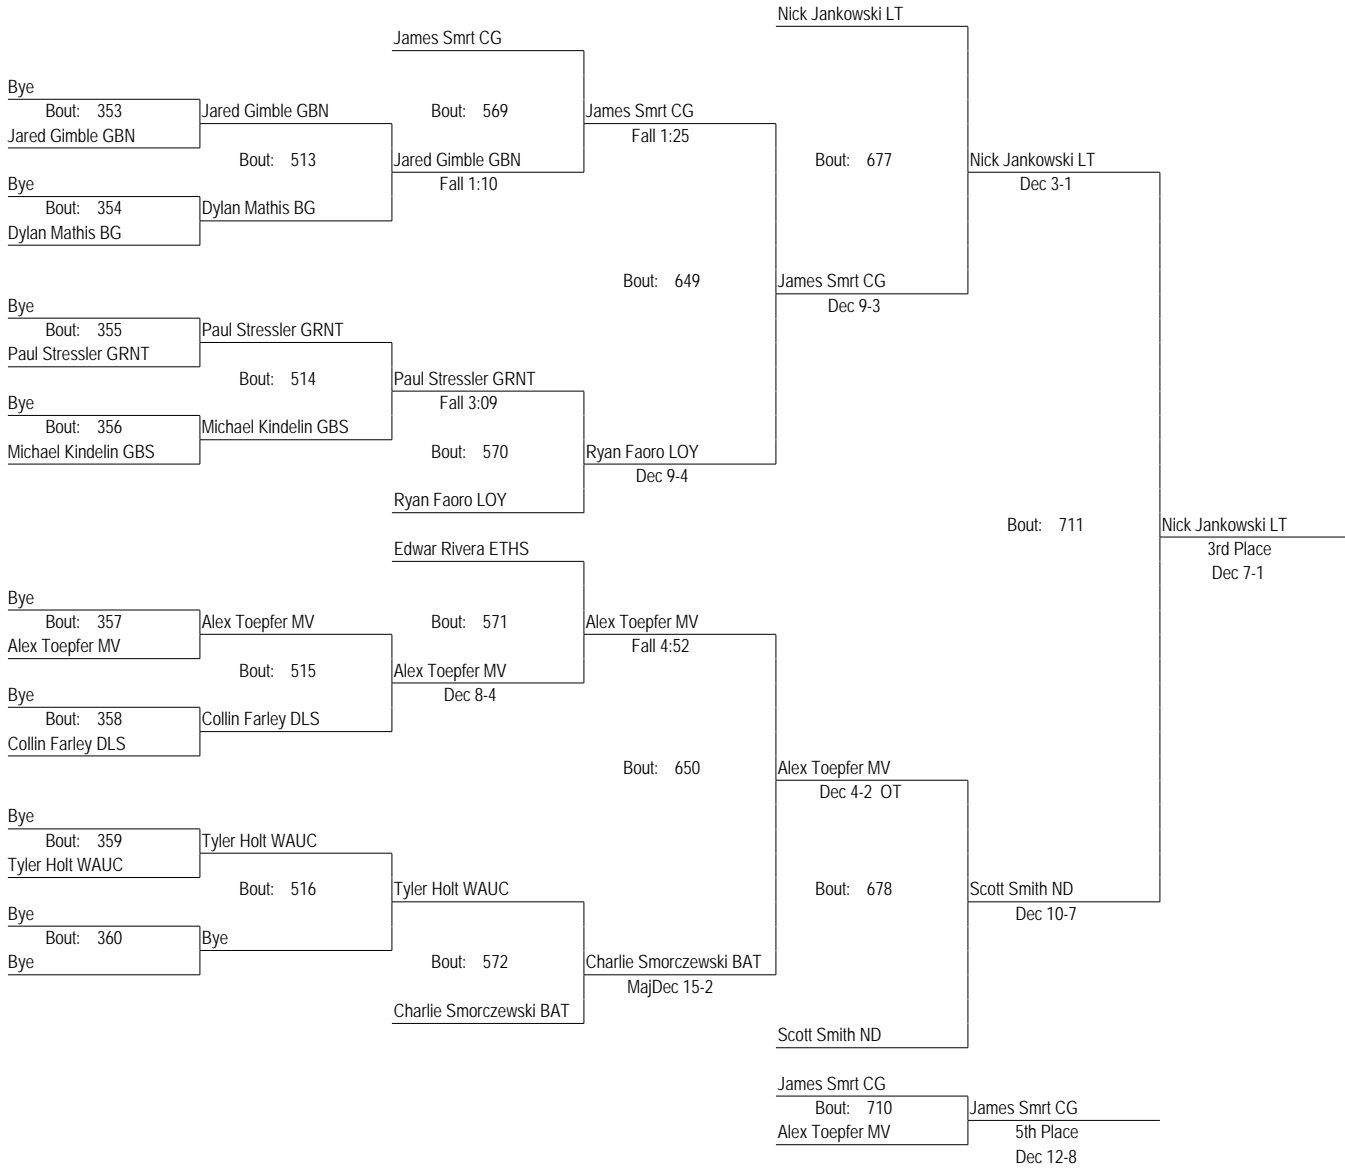 Nick Jankowski LT
James Smrt CG
Bye
Bout: 353
Jared Gimble GBN
Jared Gimble GBN
Bout: 569
James Smrt CG
Fall 1:25
Bout: 513
Jared Gimble GBN
Fall 1:10
Bout: 677
Nick Jankowski LT
Dec 3-1
Bye
Bout: 354
Dylan Mathis BG
Dylan Mathis BG
Bout: 649
James Smrt CG
Dec 9-3
Bye
Bout: 355
Paul Stressler GRNT
Paul Stressler GRNT
Bout: 514
Paul Stressler GRNT
Fall 3:09
Bye
Bout: 356
Michael Kindelin GBS
Michael Kindelin GBS
Bout: 570
Ryan Faoro LOY
Dec 9-4
Ryan Faoro LOY
Bout: 711
Nick Jankowski LT
3rd Place
Dec 7-1
Edwar Rivera ETHS
Bye
Bout: 357
Alex Toepfer MV
Alex Toepfer MV
Bout: 571
Alex Toepfer MV
Fall 4:52
Bout: 515
Alex Toepfer MV
Dec 8-4
Bye
Bout: 358
Collin Farley DLS
Collin Farley DLS
Bout: 650
Alex Toepfer MV
Dec 4-2 OT
Bye
Bout: 359
Tyler Holt WAUC
Tyler Holt WAUC
Bout: 516
Tyler Holt WAUC
Bout: 678
Scott Smith ND
Dec 10-7
Bye
Bout: 360
Bye
Bye
Bout: 572
Charlie Smorczewski BAT
MajDec 15-2
Charlie Smorczewski BAT
Scott Smith ND
James Smrt CG
Bout: 710
Alex Toepfer MV
James Smrt CG
5th Place
Dec 12-8